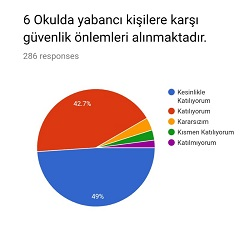 6 Okulda yabancı kişilere karşı
güvenlik önlemleri alınmaktadır.
286 responses
Kesinlikle
Katılıyorum
Katılıyorum
Kararsızım
Kısmen Katılıyorum
Katılmıyorum
42.7%
49%